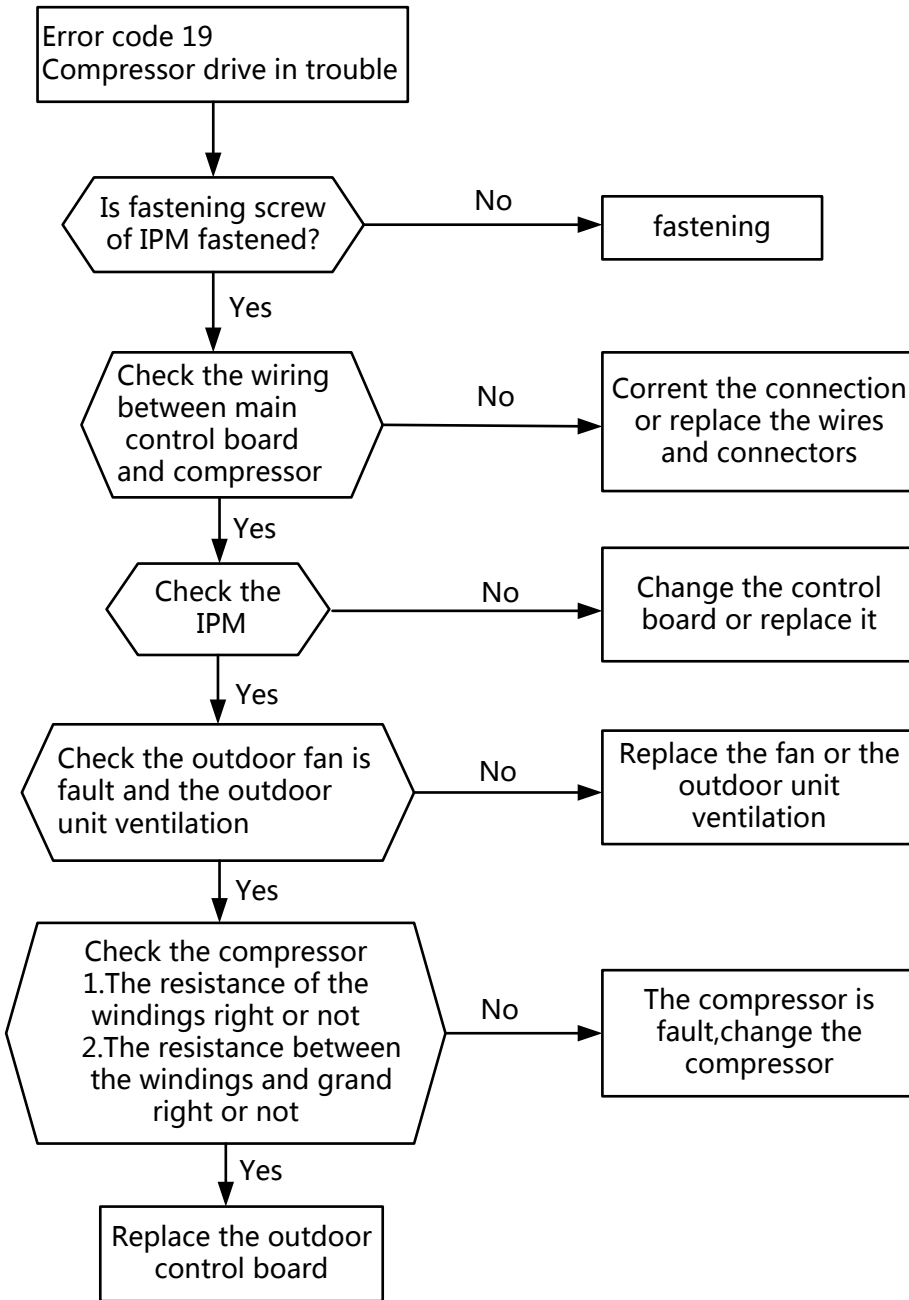 Error code 19
Compressor drive in trouble
Is fastening screw
of IPM fastened?
No
fastening
Yes
Check the wiring
between main
control board
and compressor
No
Corrent the connection
or replace the wires
and connectors
Yes
Check the
IPM
No
Change the control
board or replace it
Yes
Check the outdoor fan is
fault and the outdoor
unit ventilation
No
Replace the fan or the
outdoor unit
ventilation
Yes
Check the compressor
1.The resistance of the
windings right or not
2.The resistance between
the windings and grand
right or not
No
The compressor is
fault,change the
compressor
Yes
Replace the outdoor
control board